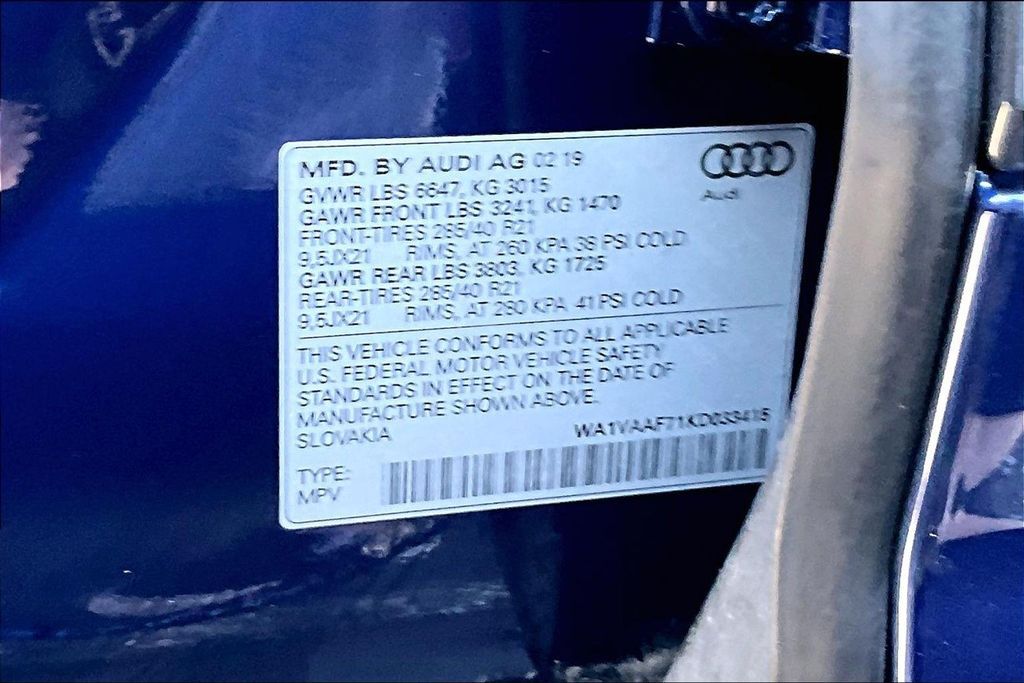 MFD. BY AUDI AG 02 19
Audi
GVWR LBS 6647, KG 3015
GAWR FRONT LBS 3241, KG 1470
FRONT-TIRES 285/40 R21
9,5JX21 RIMS, AT 260 KPA 38 PSI COLD
GAWR REAR LBS 3803, KG 1725
REAR-TIRES 285/40 R21
9,5JX21 RIMS, AT 280 KPA 41 PSI COLD
THIS VEHICLE CONFORMS TO ALL APPLICABLE
U.S. FEDERAL MOTOR VEHICLE SAFETY
STANDARDS IN EFFECT ON THE DATE OF
MANUFACTURE SHOWN ABOVE.
SLOVAKIA WA1VAAF71KD033415
TYPE:
MPV